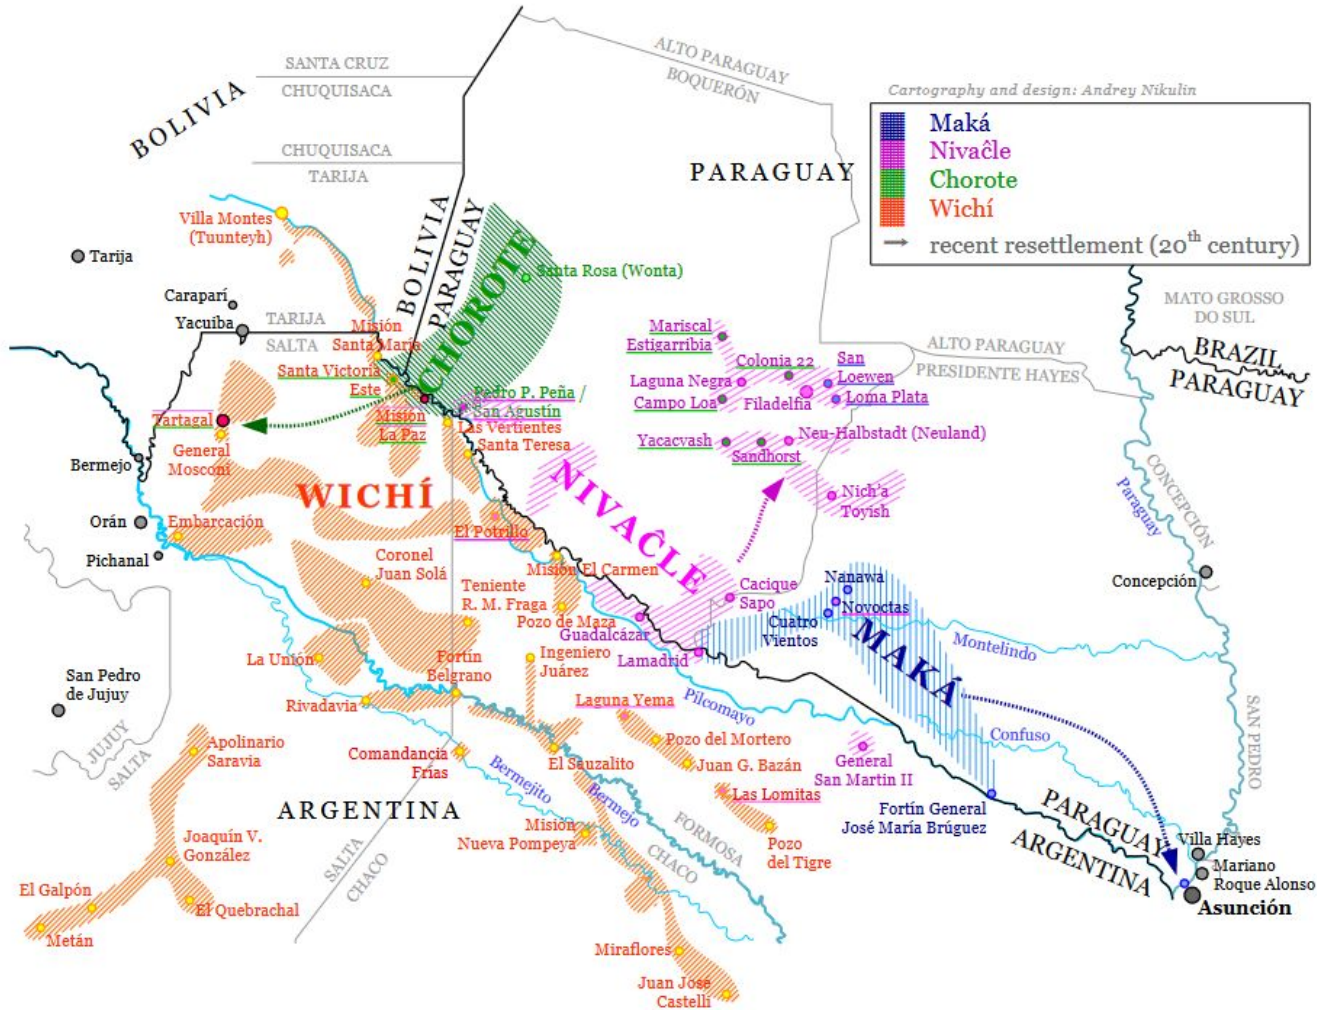 ALTO PARAGUAY
BOQUERÓN
SANTA CRUZ
CHUQUISACA
BOLIVIA
Cartography and design: Andrey Nikulin
Maká
Nivaĉle
Chorote
Wichí
recent resettlement (20th century)
CHUQUISACA
TARIJA
PARAGUAY
BOLIVIA
PARAGUAY
Villa Montes
(Tuunteyh)
Tarija
CHOROTE
Santa Rosa (Wonta)
Caraparí
Yacuiba
TARIJA
SALTA
Misión
Santa María
Mariscal
Estigarribia
MATO GROSSO
DO SUL
BRAZIL
PARAGUAY
ALTO PARAGUAY
PRESIDENTE HAYES
Santa Victoria
Este
Colonia 22
San
Loewen
Laguna Negra
Campo Loa
Filadelfia
Loma Plata
Pedro P. Peña /
San Agustín
Misión
La Paz
Tartagal
Las Vertientes
Santa Teresa
General
Mosconi
Yacacvash
Sandhorst
Neu-Halbstadt (Neuland)
Bermejo
WICHÍ
NIVAĈLE
Nich'a
Toyish
CONCEPCIÓN
Paraguay
Orán
Embarcación
El Potrillo
Pichanal
Coronel
Juan Solá
Misión El Carmen
Teniente
R. M. Fraga
Pozo de Maza
Cacique
Sapo
Nanawa
Novoctas
Cuatro
Vientos
Concepción
Guadalcázar
Lamadrid
MAKÁ
Montelindo
La Unión
Fortín
Belgrano
Ingeniero
Juárez
San Pedro
de Jujuy
Rivadavia
Laguna Yema
Pilcomayo
SAN PEDRO
Confuso
JUJUY
SALTA
Apolinario
Saravia
Comandancia
Frías
El Sauzalito
Pozo del Mortero
Juan G. Bazán
General
San Martin II
Bermejito
Bermejo
Las Lomitas
Fortín General
José María Brúguez
ARGENTINA
PARAGUAY
ARGENTINA
Joaquín V.
González
SALTA
CHACO
Misión
Nueva Pompeya
FORMOSA
CHACO
Pozo
del Tigre
Villa Hayes
Mariano
Roque Alonso
Asunción
El Galpón
El Quebrachal
Metán
Miraflores
Juan José
Castelli